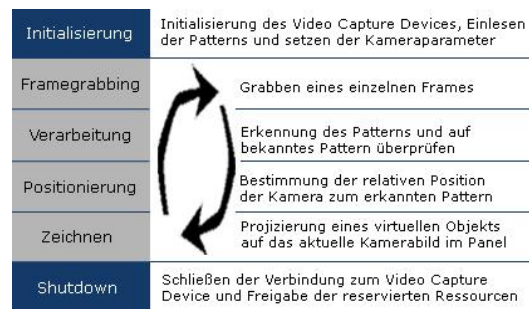 Initialisierung
Initialisierung des Video Capture Devices, Einlesen
der Patterns und setzen der Kameraparameter
Framegrabbing
Grabben eines einzelnen Frames
Verarbeitung
Erkennung des Patterns und auf
bekanntes Pattern überprüfen
Positionierung
Bestimmung der relativen Position
der Kamera zum erkannten Pattern
Zeichnen
Projizierung eines virtuellen Objekts
auf das aktuelle Kamerabild im Panel
Shutdown
Schließen der Verbindung zum Video Capture
Device und Freigabe der reservierten Ressourcen